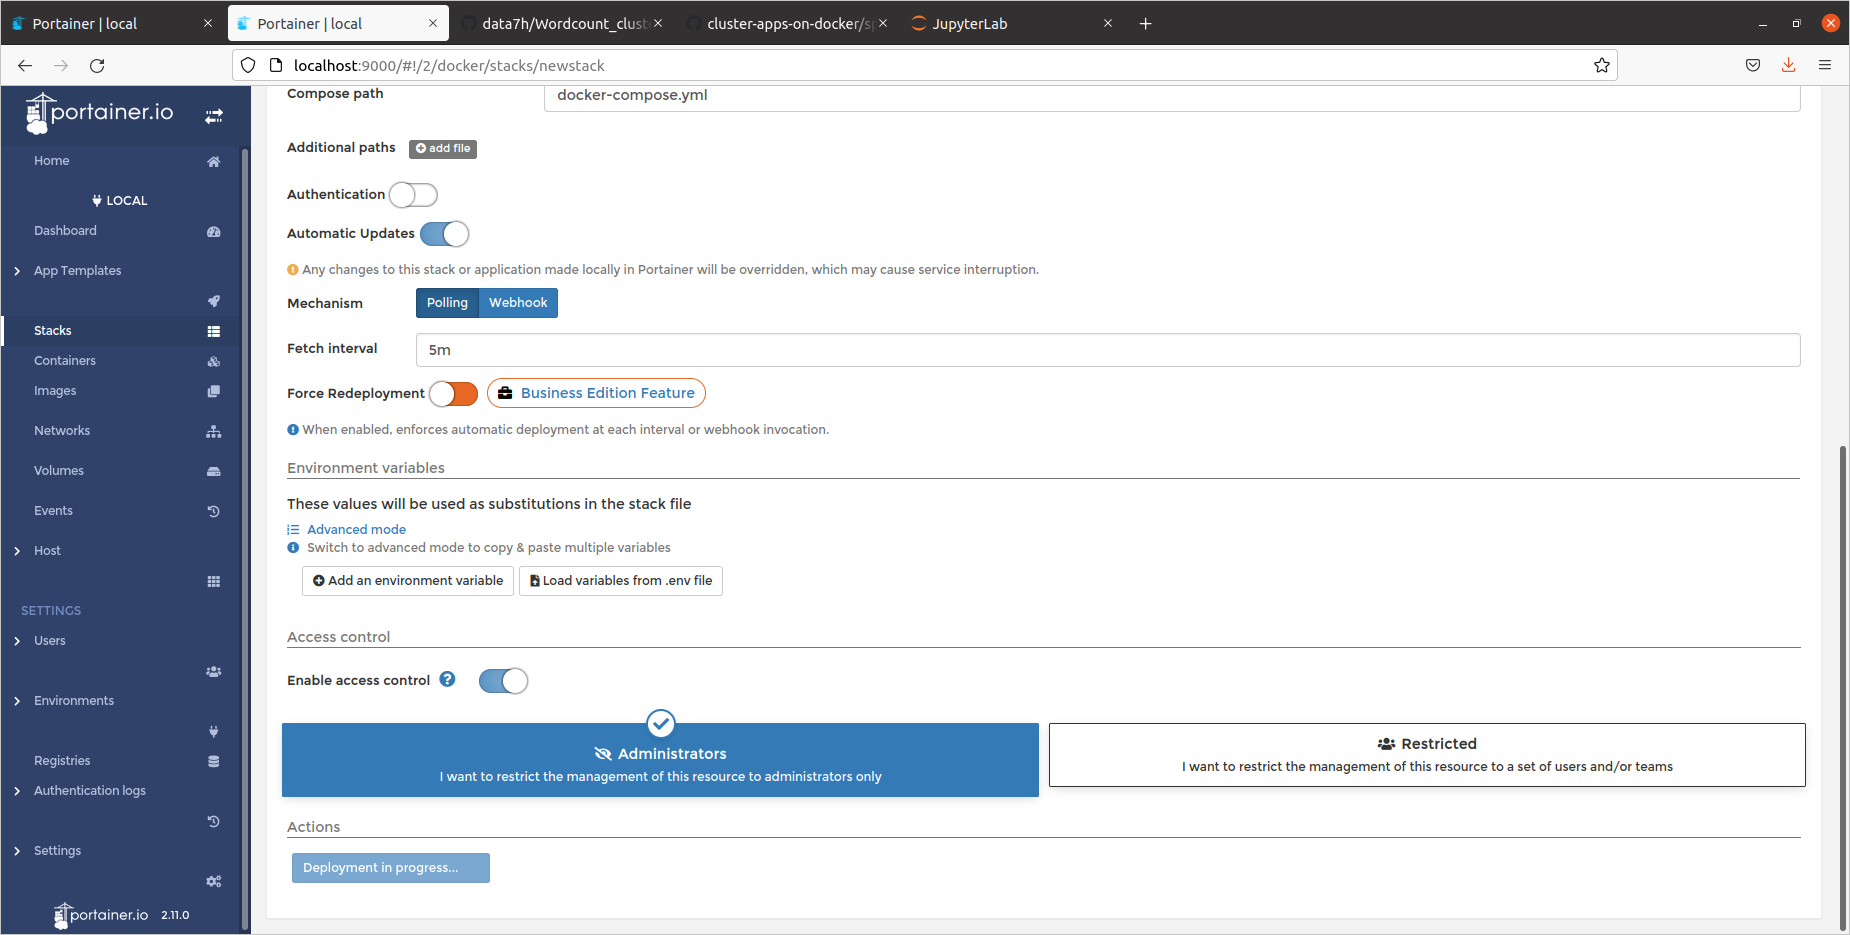 Portainer | local
Portainer | local
data7h/Wordcount_clust
cluster-apps-on-docker/sp
JupyterLab
localhost:9000/#!/2/docker/stacks/newstack
portainer.io
Home
LOCAL
Dashboard
App Templates
Stacks
Containers
Images
Networks
Volumes
Events
Host
SETTINGS
Users
Environments
Registries
Authentication logs
Settings
portainer.io 2.11.0
Compose path docker-compose.yml
Additional paths add file
Authentication
Automatic Updates
Any changes to this stack or application made locally in Portainer will be overridden, which may cause service interruption.
Mechanism Polling Webhook
Fetch interval 5m
Force Redeployment Business Edition Feature
When enabled, enforces automatic deployment at each interval or webhook invocation.
Environment variables
These values will be used as substitutions in the stack file
Advanced mode
Switch to advanced mode to copy & paste multiple variables
Add an environment variable Load variables from .env file
Access control
Enable access control
Administrators
I want to restrict the management of this resource to administrators only
Restricted
I want to restrict the management of this resource to a set of users and/or teams
Actions
Deployment in progress...